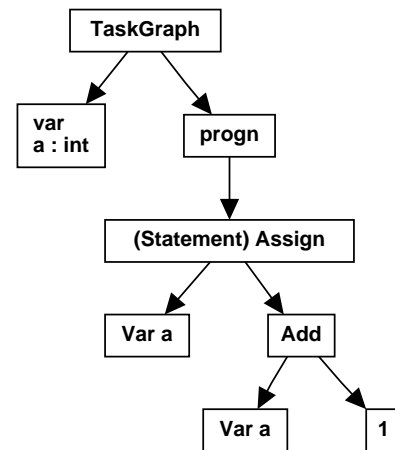 TaskGraph
var
a : int
progn
(Statement) Assign
Var a
Add
Var a
1